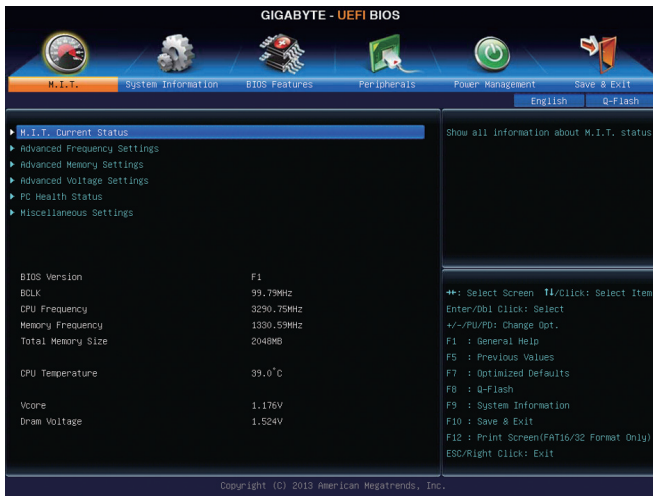 GIGABYTE - UEFI BIOS
M.I.T.
System Information
BIOS Features
Peripherals
Power Management
Save & Exit
English
Q-Flash
M.I.T. Current Status
Advanced Frequency Settings
Advanced Memory Settings
Advanced Voltage Settings
PC Health Status
Miscellaneous Settings
BIOS Version F1
BCLK 99.79MHz
CPU Frequency 3290.75MHz
Memory Frequency 1330.59MHz
Total Memory Size 2048MB
CPU Temperature 39.0°C
Vcore 1.176V
Dram Voltage 1.524V
Show all information about M.I.T. status
→←: Select Screen ↑↓/Click: Select Item
Enter/Dbl Click: Select
+/-/PU/PD: Change Opt.
F1 : General Help
F5 : Previous Values
F7 : Optimized Defaults
F8 : Q-Flash
F9 : System Information
F10 : Save & Exit
F12 : Print Screen(FAT16/32 Format Only)
ESC/Right Click: Exit
Copyright (C) 2013 American Megatrends, Inc.